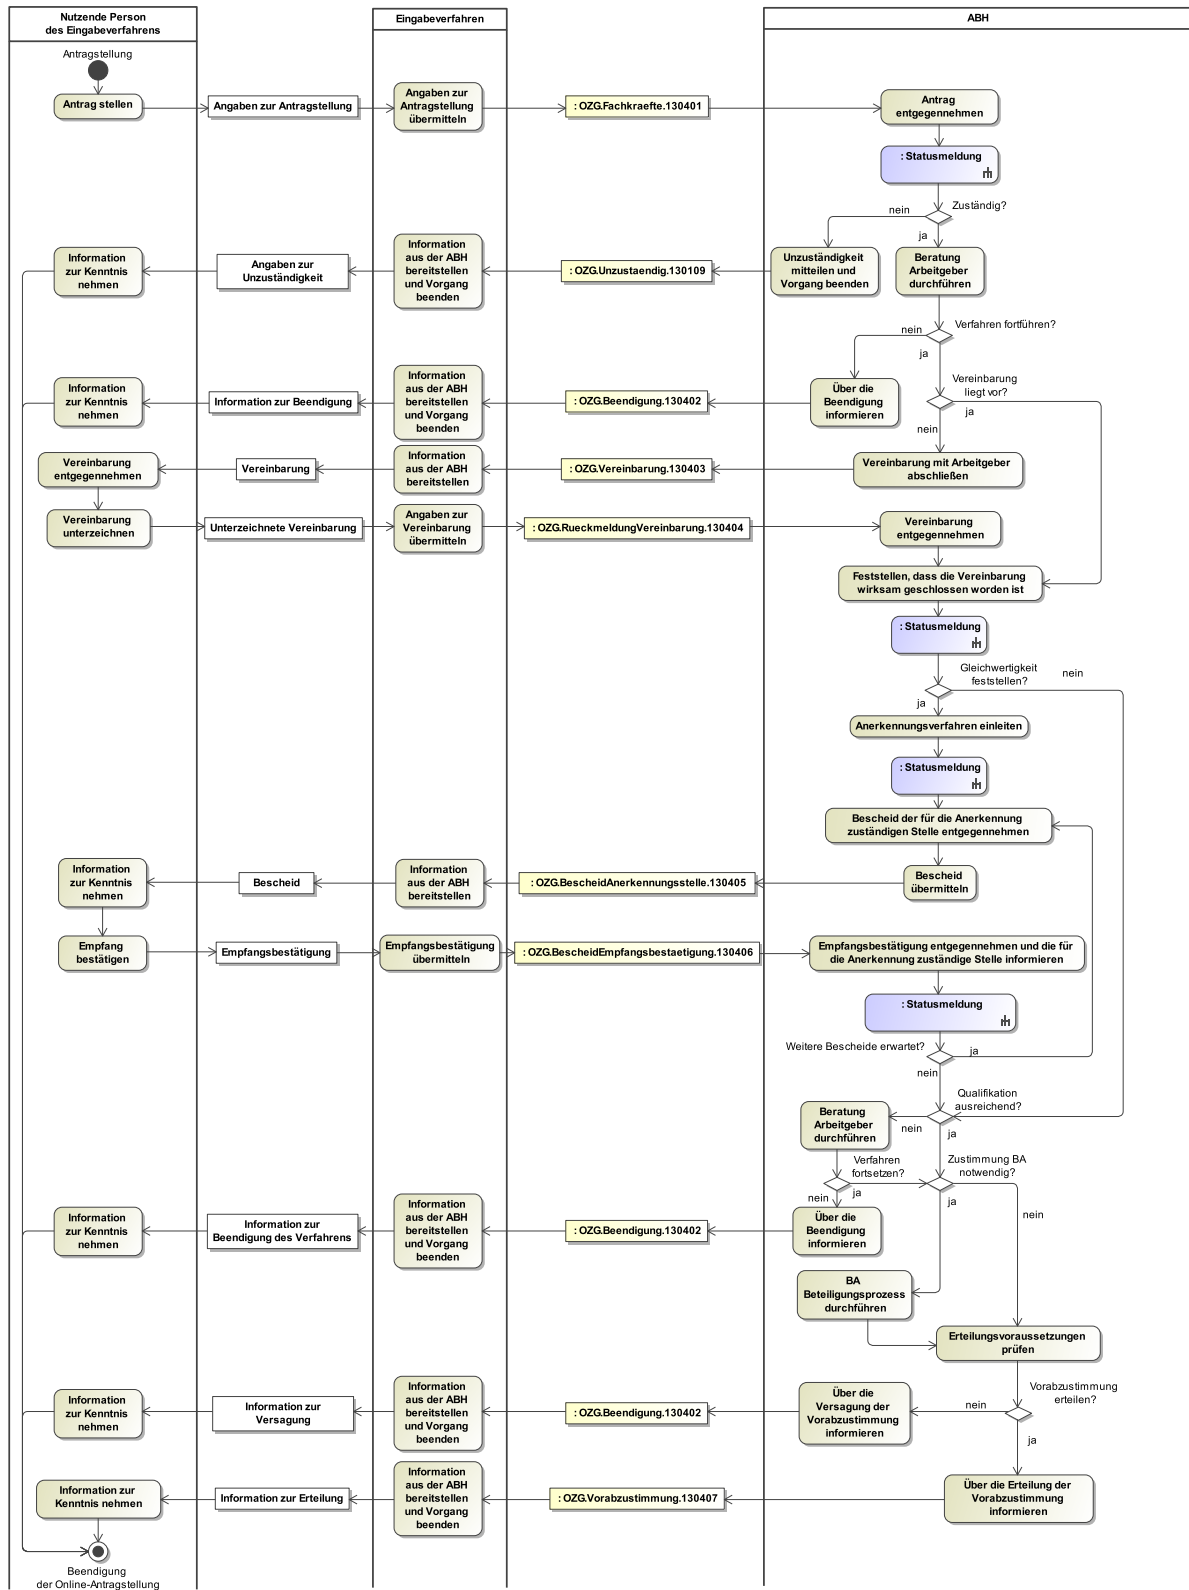 Nutzende Person
des Eingabeverfahrens
Eingabeverfahren
ABH
Antragstellung
Antrag stellen
Angaben zur Antragstellung
Angaben zur
Antragstellung
übermitteln
: OZG.Fachkraefte.130401
Antrag
entgegennehmen
: Statusmeldung
Zuständig?
nein
ja
Information
zur Kenntnis
nehmen
Angaben zur
Unzuständigkeit
Information
aus der ABH
bereitstellen
und Vorgang
beenden
: OZG.Unzustaendig.130109
Unzuständigkeit
mitteilen und
Vorgang beenden
Beratung
Arbeitgeber
durchführen
Verfahren fortführen?
nein
ja
Information
zur Kenntnis
nehmen
Information zur Beendigung
Information
aus der ABH
bereitstellen
und Vorgang
beenden
: OZG.Beendigung.130402
Über die
Beendigung
informieren
Vereinbarung
liegt vor?
ja
nein
Vereinbarung
entgegennehmen
Vereinbarung
Information
aus der ABH
bereitstellen
: OZG.Vereinbarung.130403
Vereinbarung mit Arbeitgeber
abschließen
Vereinbarung
unterzeichnen
Unterzeichnete Vereinbarung
Angaben zur
Vereinbarung
übermitteln
: OZG.RueckmeldungVereinbarung.130404
Vereinbarung
entgegennehmen
Feststellen, dass die Vereinbarung
wirksam geschlossen worden ist
: Statusmeldung
Gleichwertigkeit
feststellen?
nein
ja
Anerkennungsverfahren einleiten
: Statusmeldung
Bescheid der für die Anerkennung
zuständigen Stelle entgegennehmen
Information
zur Kenntnis
nehmen
Bescheid
Information
aus der ABH
bereitstellen
: OZG.BescheidAnerkennungsstelle.130405
Bescheid
übermitteln
Empfang
bestätigen
Empfangsbestätigung
Empfangsbestätigung
übermitteln
: OZG.BescheidEmpfangsbestaetigung.130406
Empfangsbestätigung entgegennehmen und die für
die Anerkennung zuständige Stelle informieren
: Statusmeldung
Weitere Bescheide erwartet?
ja
nein
Qualifikation
ausreichend?
nein
ja
Beratung
Arbeitgeber
durchführen
Verfahren
fortsetzen?
nein
ja
Zustimmung BA
notwendig?
ja
nein
Information
zur Kenntnis
nehmen
Information zur
Beendigung des Verfahrens
Information
aus der ABH
bereitstellen
und Vorgang
beenden
: OZG.Beendigung.130402
Über die
Beendigung
informieren
BA
Beteiligungsprozess
durchführen
Erteilungsvoraussetzungen
prüfen
Vorabzustimmung
erteilen?
nein
ja
Information
zur Kenntnis
nehmen
Information zur
Versagung
Information
aus der ABH
bereitstellen
und Vorgang
beenden
: OZG.Beendigung.130402
Über die
Versagung der
Vorabzustimmung
informieren
Information zur
Kenntnis nehmen
Information zur Erteilung
Information
aus der ABH
bereitstellen
und Vorgang
beenden
: OZG.Vorabzustimmung.130407
Über die Erteilung der
Vorabzustimmung
informieren
Beendigung
der Online-Antragstellung